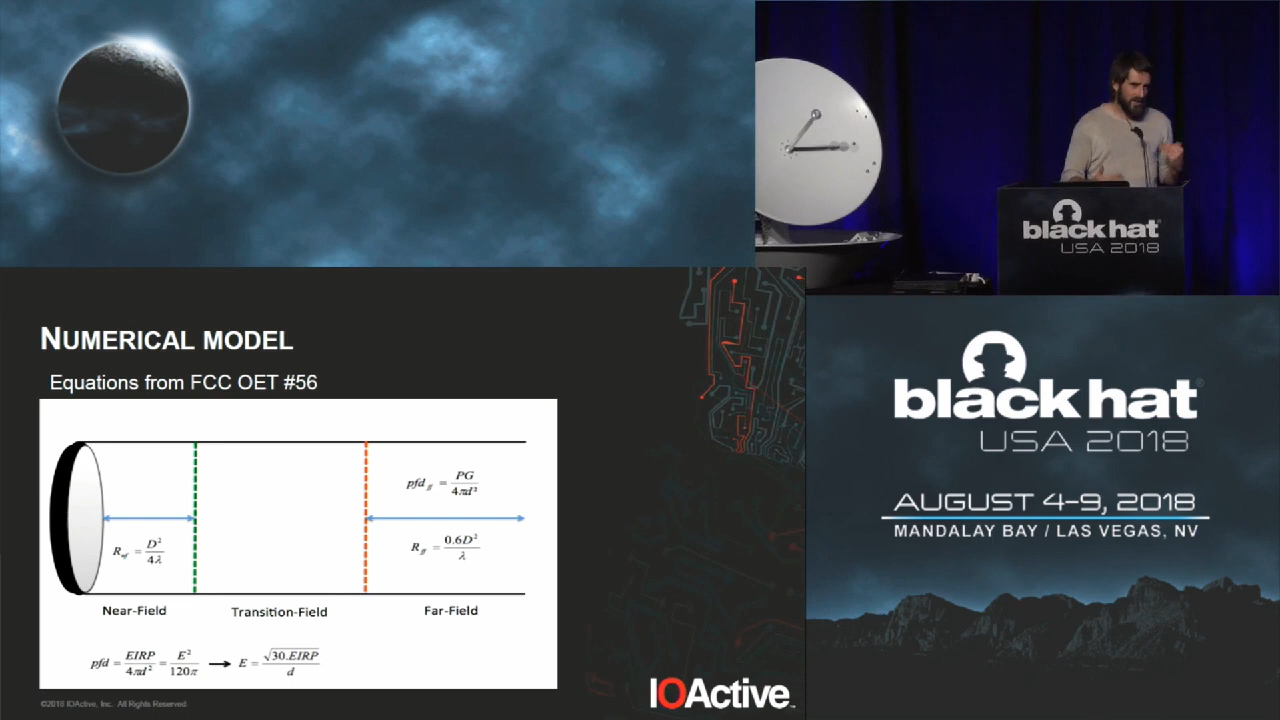 black hat
USA 2018
NUMERICAL MODEL
Equations from FCC OET #56
pfd_ff = PG / 4πd²
R_nf = D² / 4λ
R_ff = 0.6D² / λ
Near-Field
Transition-Field
Far-Field
pfd = EIRP / 4πd² = E² / 120π → E = √30.EIRP / d
©2018 IOActive. All Rights Reserved
IOActive™
black hat®
USA 2018
AUGUST 4–9, 2018
MANDALAY BAY / LAS VEGAS, NV